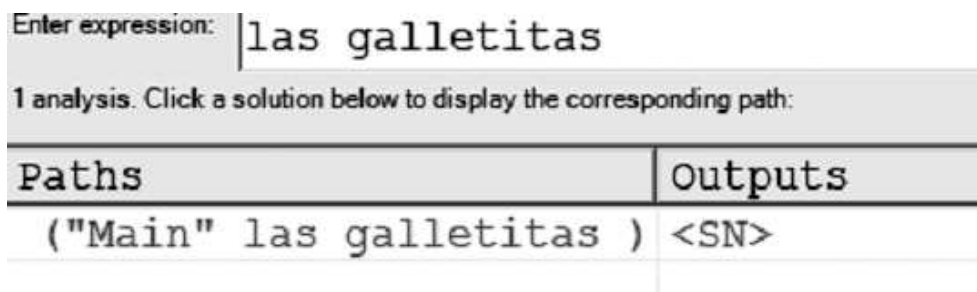 Enter expression: las galletitas
1 analysis. Click a solution below to display the corresponding path:
Paths Outputs
("Main" las galletitas ) <SN>